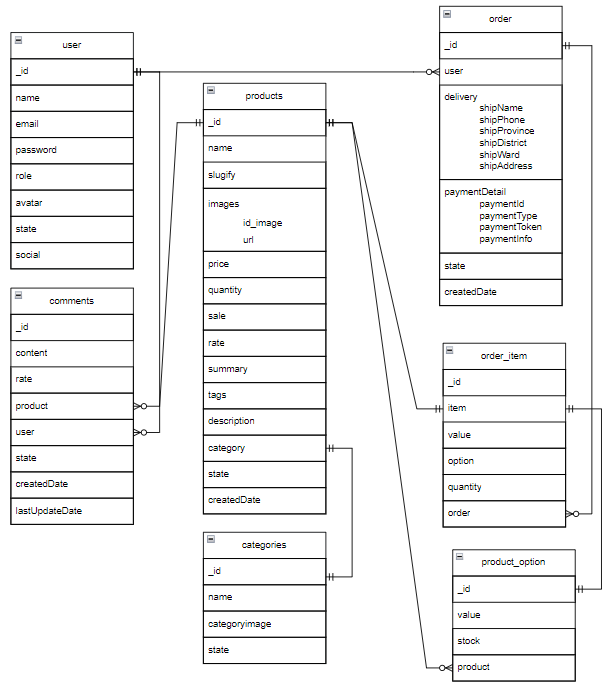 user
_id
name
email
password
role
avatar
state
social
comments
_id
content
rate
product
user
state
createdDate
lastUpdateDate
products
_id
name
slugify
images
id_image
url
price
quantity
sale
rate
summary
tags
description
category
state
createdDate
categories
_id
name
categoryimage
state
order
_id
user
delivery
shipName
shipPhone
shipProvince
shipDistrict
shipWard
shipAddress
paymentDetail
paymentId
paymentType
paymentToken
paymentInfo
state
createdDate
order_item
_id
item
value
option
quantity
order
product_option
_id
value
stock
product